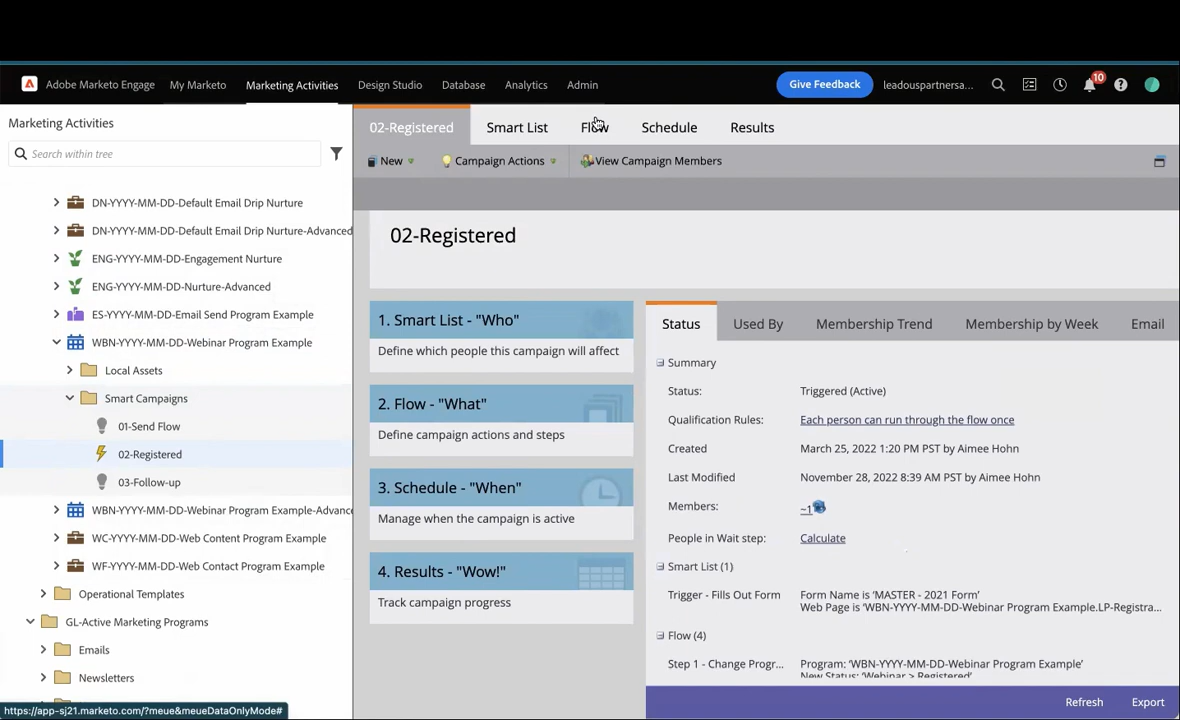 Adobe Marketo Engage
My Marketo
Marketing Activities
Design Studio
Database
Analytics
Admin
Give Feedback
leadouspartnersa...
10
Marketing Activities
Search within tree
DN-YYYY-MM-DD-Default Email Drip Nurture
DN-YYYY-MM-DD-Default Email Drip Nurture-Advanced
ENG-YYYY-MM-DD-Engagement Nurture
ENG-YYYY-MM-DD-Nurture-Advanced
ES-YYYY-MM-DD-Email Send Program Example
WBN-YYYY-MM-DD-Webinar Program Example
Local Assets
Smart Campaigns
01-Send Flow
02-Registered
03-Follow-up
WBN-YYYY-MM-DD-Webinar Program Example-Advance
WC-YYYY-MM-DD-Web Content Program Example
WF-YYYY-MM-DD-Web Contact Program Example
Operational Templates
GL-Active Marketing Programs
Emails
Newsletters
https://app-sj21.marketo.com/?meue&meueDataOnlyMode#
02-Registered
Smart List
Flow
Schedule
Results
New
Campaign Actions
View Campaign Members
02-Registered
1. Smart List - "Who"
Define which people this campaign will affect
2. Flow - "What"
Define campaign actions and steps
3. Schedule - "When"
Manage when the campaign is active
4. Results - "Wow!"
Track campaign progress
Status
Used By
Membership Trend
Membership by Week
Email
Summary
Status: Triggered (Active)
Qualification Rules: Each person can run through the flow once
Created March 25, 2022 1:20 PM PST by Aimee Hohn
Last Modified November 28, 2022 8:39 AM PST by Aimee Hohn
Members: ~1
People in Wait step: Calculate
Smart List (1)
Trigger - Fills Out Form Form Name is ‘MASTER - 2021 Form’
Web Page is ‘WBN-YYYY-MM-DD-Webinar Program Example.LP-Registra...
Flow (4)
Step 1 - Change Progr... Program: ‘WBN-YYYY-MM-DD-Webinar Program Example’
New Status: ‘Webinar > Registered’
Refresh
Export